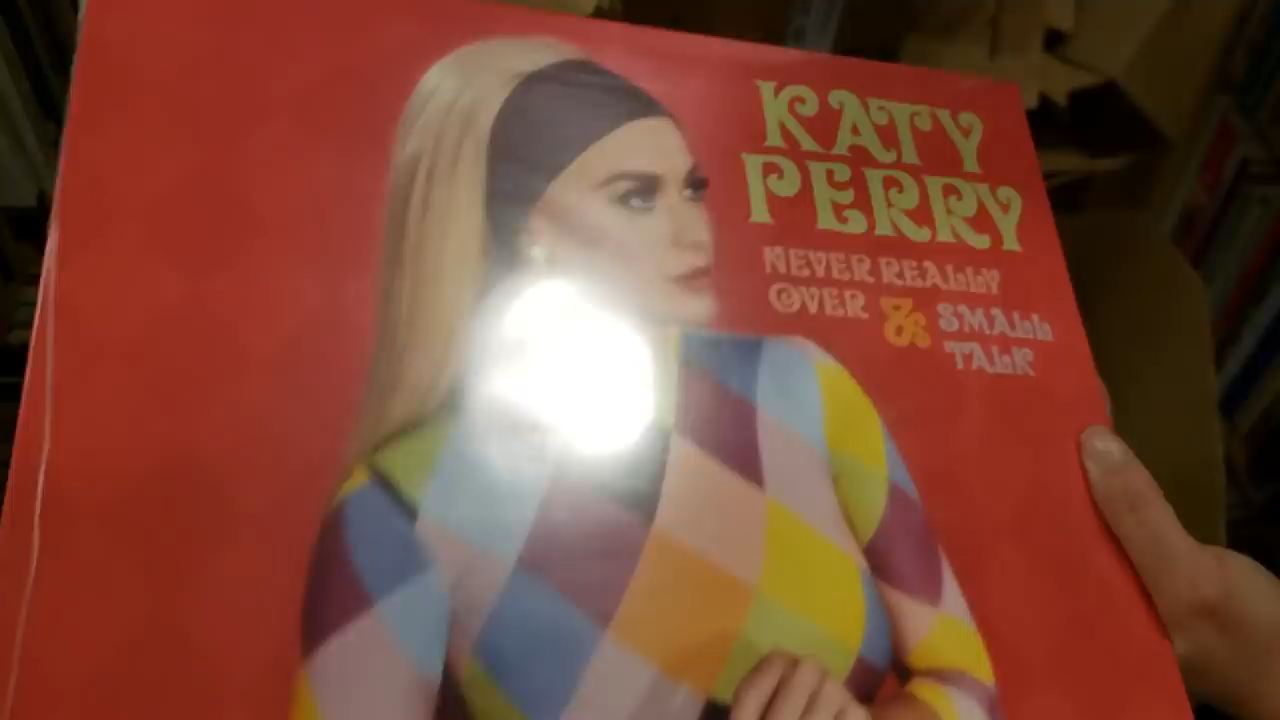 KATY
PERRY
NEVER REALLY
OVER & SMALL
TALK